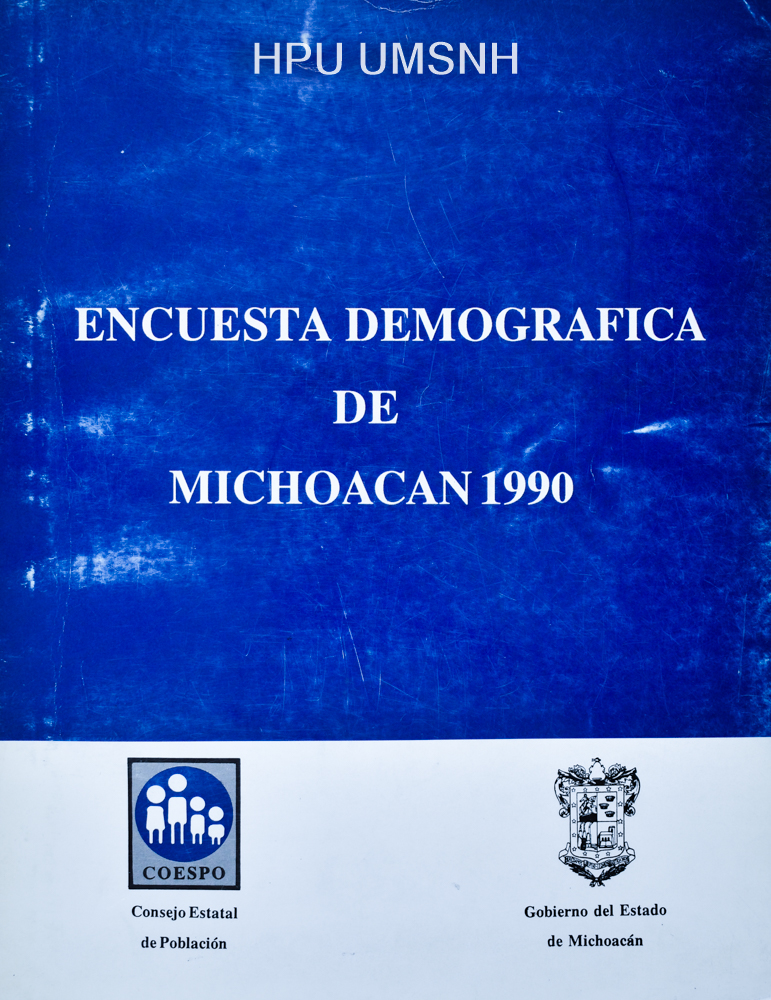 HPU UMSNH
ENCUESTA DEMOGRAFICA
DE
MICHOACAN 1990
COESPO
Consejo Estatal
de Población
Gobierno del Estado
de Michoacán